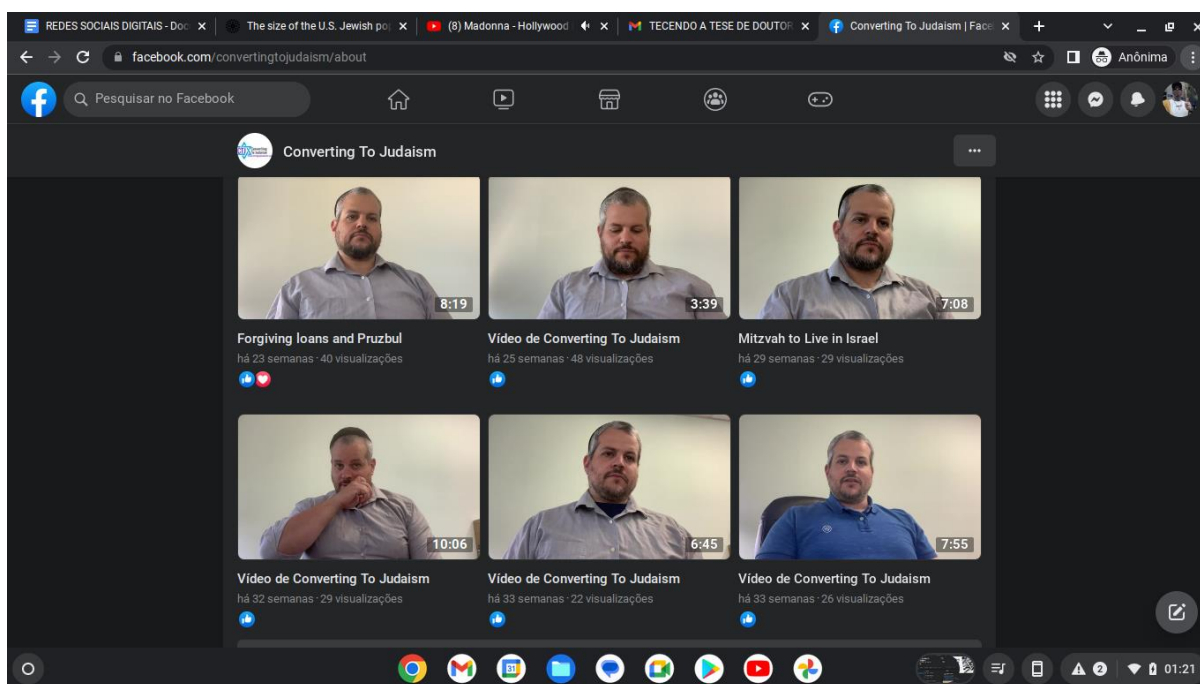 REDES SOCIAIS DIGITAIS - Doc
The size of the U.S. Jewish pop
(8) Madonna - Hollywood
TECENDO A TESE DE DOUTOR
Converting To Judaism | Face
facebook.com/convertingtojudaism/about
Anônima
Pesquisar no Facebook
Converting To Judaism
8:19
3:39
7:08
Forgiving loans and Pruzbul
há 23 semanas · 40 visualizações
Vídeo de Converting To Judaism
há 25 semanas · 48 visualizações
Mitzvah to Live in Israel
há 29 semanas · 29 visualizações
10:06
6:45
7:55
Vídeo de Converting To Judaism
há 32 semanas · 29 visualizações
Vídeo de Converting To Judaism
há 33 semanas · 22 visualizações
Vídeo de Converting To Judaism
há 33 semanas · 26 visualizações
31
2
01:21